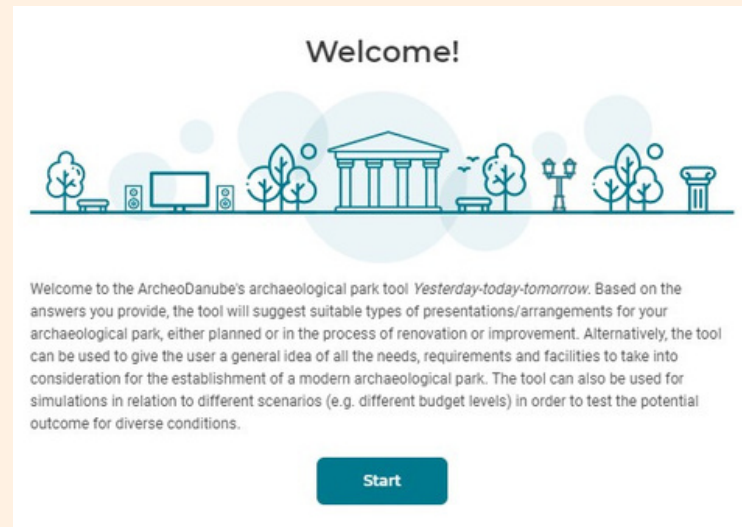 Welcome!
Welcome to the ArcheoDanube's archaeological park tool Yesterday-today-tomorrow. Based on the
answers you provide, the tool will suggest suitable types of presentations/arrangements for your
archaeological park, either planned or in the process of renovation or improvement. Alternatively, the tool
can be used to give the user a general idea of all the needs, requirements and facilities to take into
consideration for the establishment of a modern archaeological park. The tool can also be used for
simulations in relation to different scenarios (e.g. different budget levels) in order to test the potential
outcome for diverse conditions.
Start